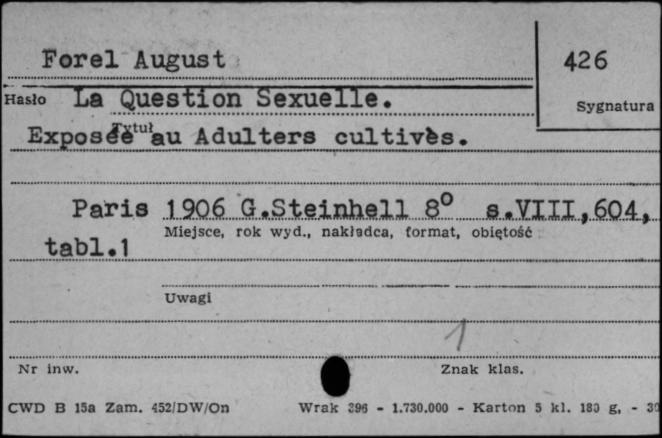 Forel August
426
Hasło La Question Sexuelle.
Sygnatura
Tytuł
Exposée au Adulters cultivès.
Paris 1906 G.Steinhell 8° s.VIII,604,
Miejsce, rok wyd., nakładca, format, obiętość
tabl.1
Uwagi
1
Nr inw.
Znak klas.
CWD B 15a Zam. 452/DW/On Wrak 396 - 1.730.000 - Karton 5 kl. 180 g, - 30